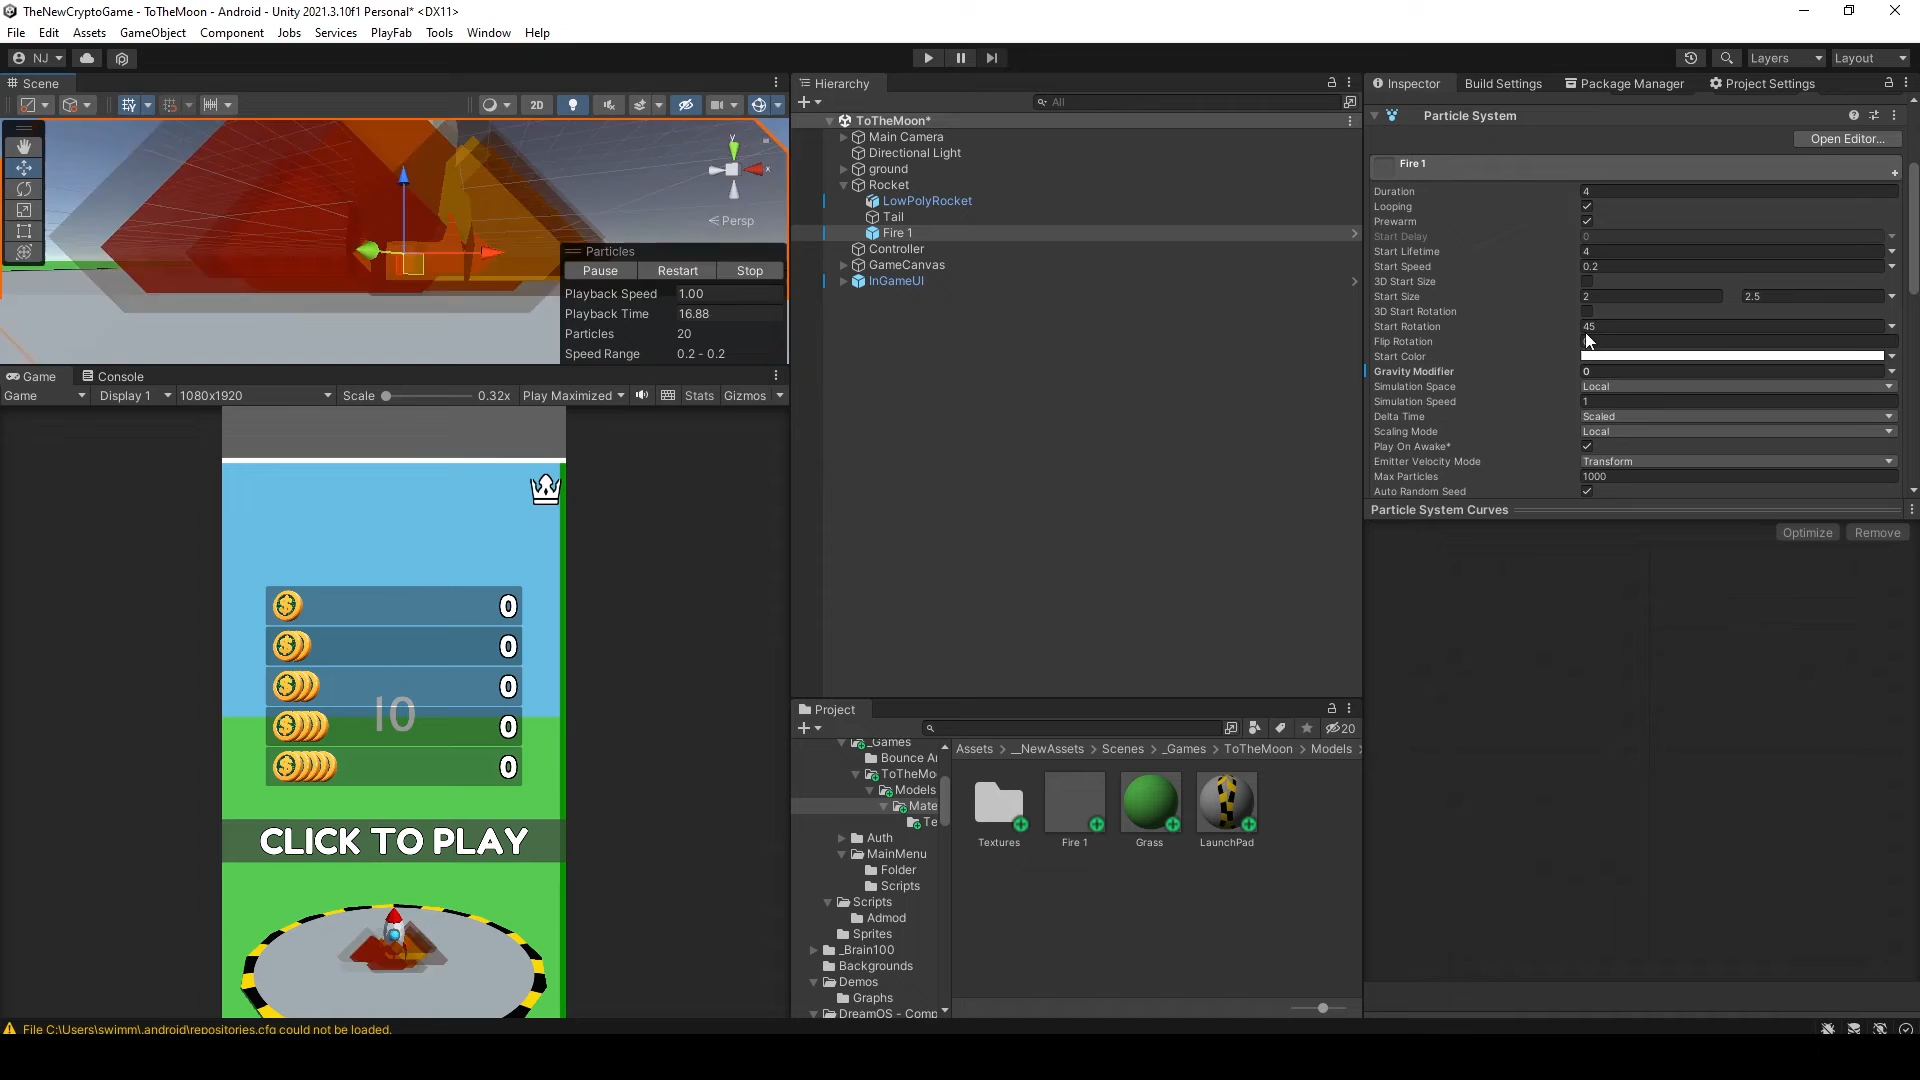 TheNewCryptoGame - ToTheMoon - Android - Unity 2021.3.10f1 Personal* <DX11>
File Edit Assets GameObject Component Jobs Services PlayFab Tools Window Help
NJ
Layers
Layout
Scene
2D
y
x
Persp
Particles
Pause Restart Stop
Playback Speed 1.00
Playback Time 16.88
Particles 20
Speed Range 0.2 - 0.2
Game Console
Game Display 1 1080x1920 Scale 0.32x Play Maximized Stats Gizmos
0
0
0
10
0
0
CLICK TO PLAY
Hierarchy
All
ToTheMoon*
Main Camera
Directional Light
ground
Rocket
LowPolyRocket
Tail
Fire 1
Controller
GameCanvas
InGameUI
Project
20
_Games
Bounce Ar
ToTheMo
Models
Mate
Te
Auth
MainMenu
Folder
Scripts
Scripts
Admod
Sprites
_Brain100
Backgrounds
Demos
Graphs
DreamOS - Comp
Assets > __NewAssets > Scenes > _Games > ToTheMoon > Models >
Textures Fire 1 Grass LaunchPad
Inspector Build Settings Package Manager Project Settings
Particle System
Open Editor...
Fire 1
Duration 4
Looping
Prewarm
Start Delay 0
Start Lifetime 4
Start Speed 0.2
3D Start Size
Start Size 2 2.5
3D Start Rotation
Start Rotation 45
Flip Rotation
Start Color
Gravity Modifier 0
Simulation Space Local
Simulation Speed 1
Delta Time Scaled
Scaling Mode Local
Play On Awake*
Emitter Velocity Mode Transform
Max Particles 1000
Auto Random Seed
Particle System Curves
Optimize Remove
File C:\Users\swimm\.android\repositories.cfg could not be loaded.